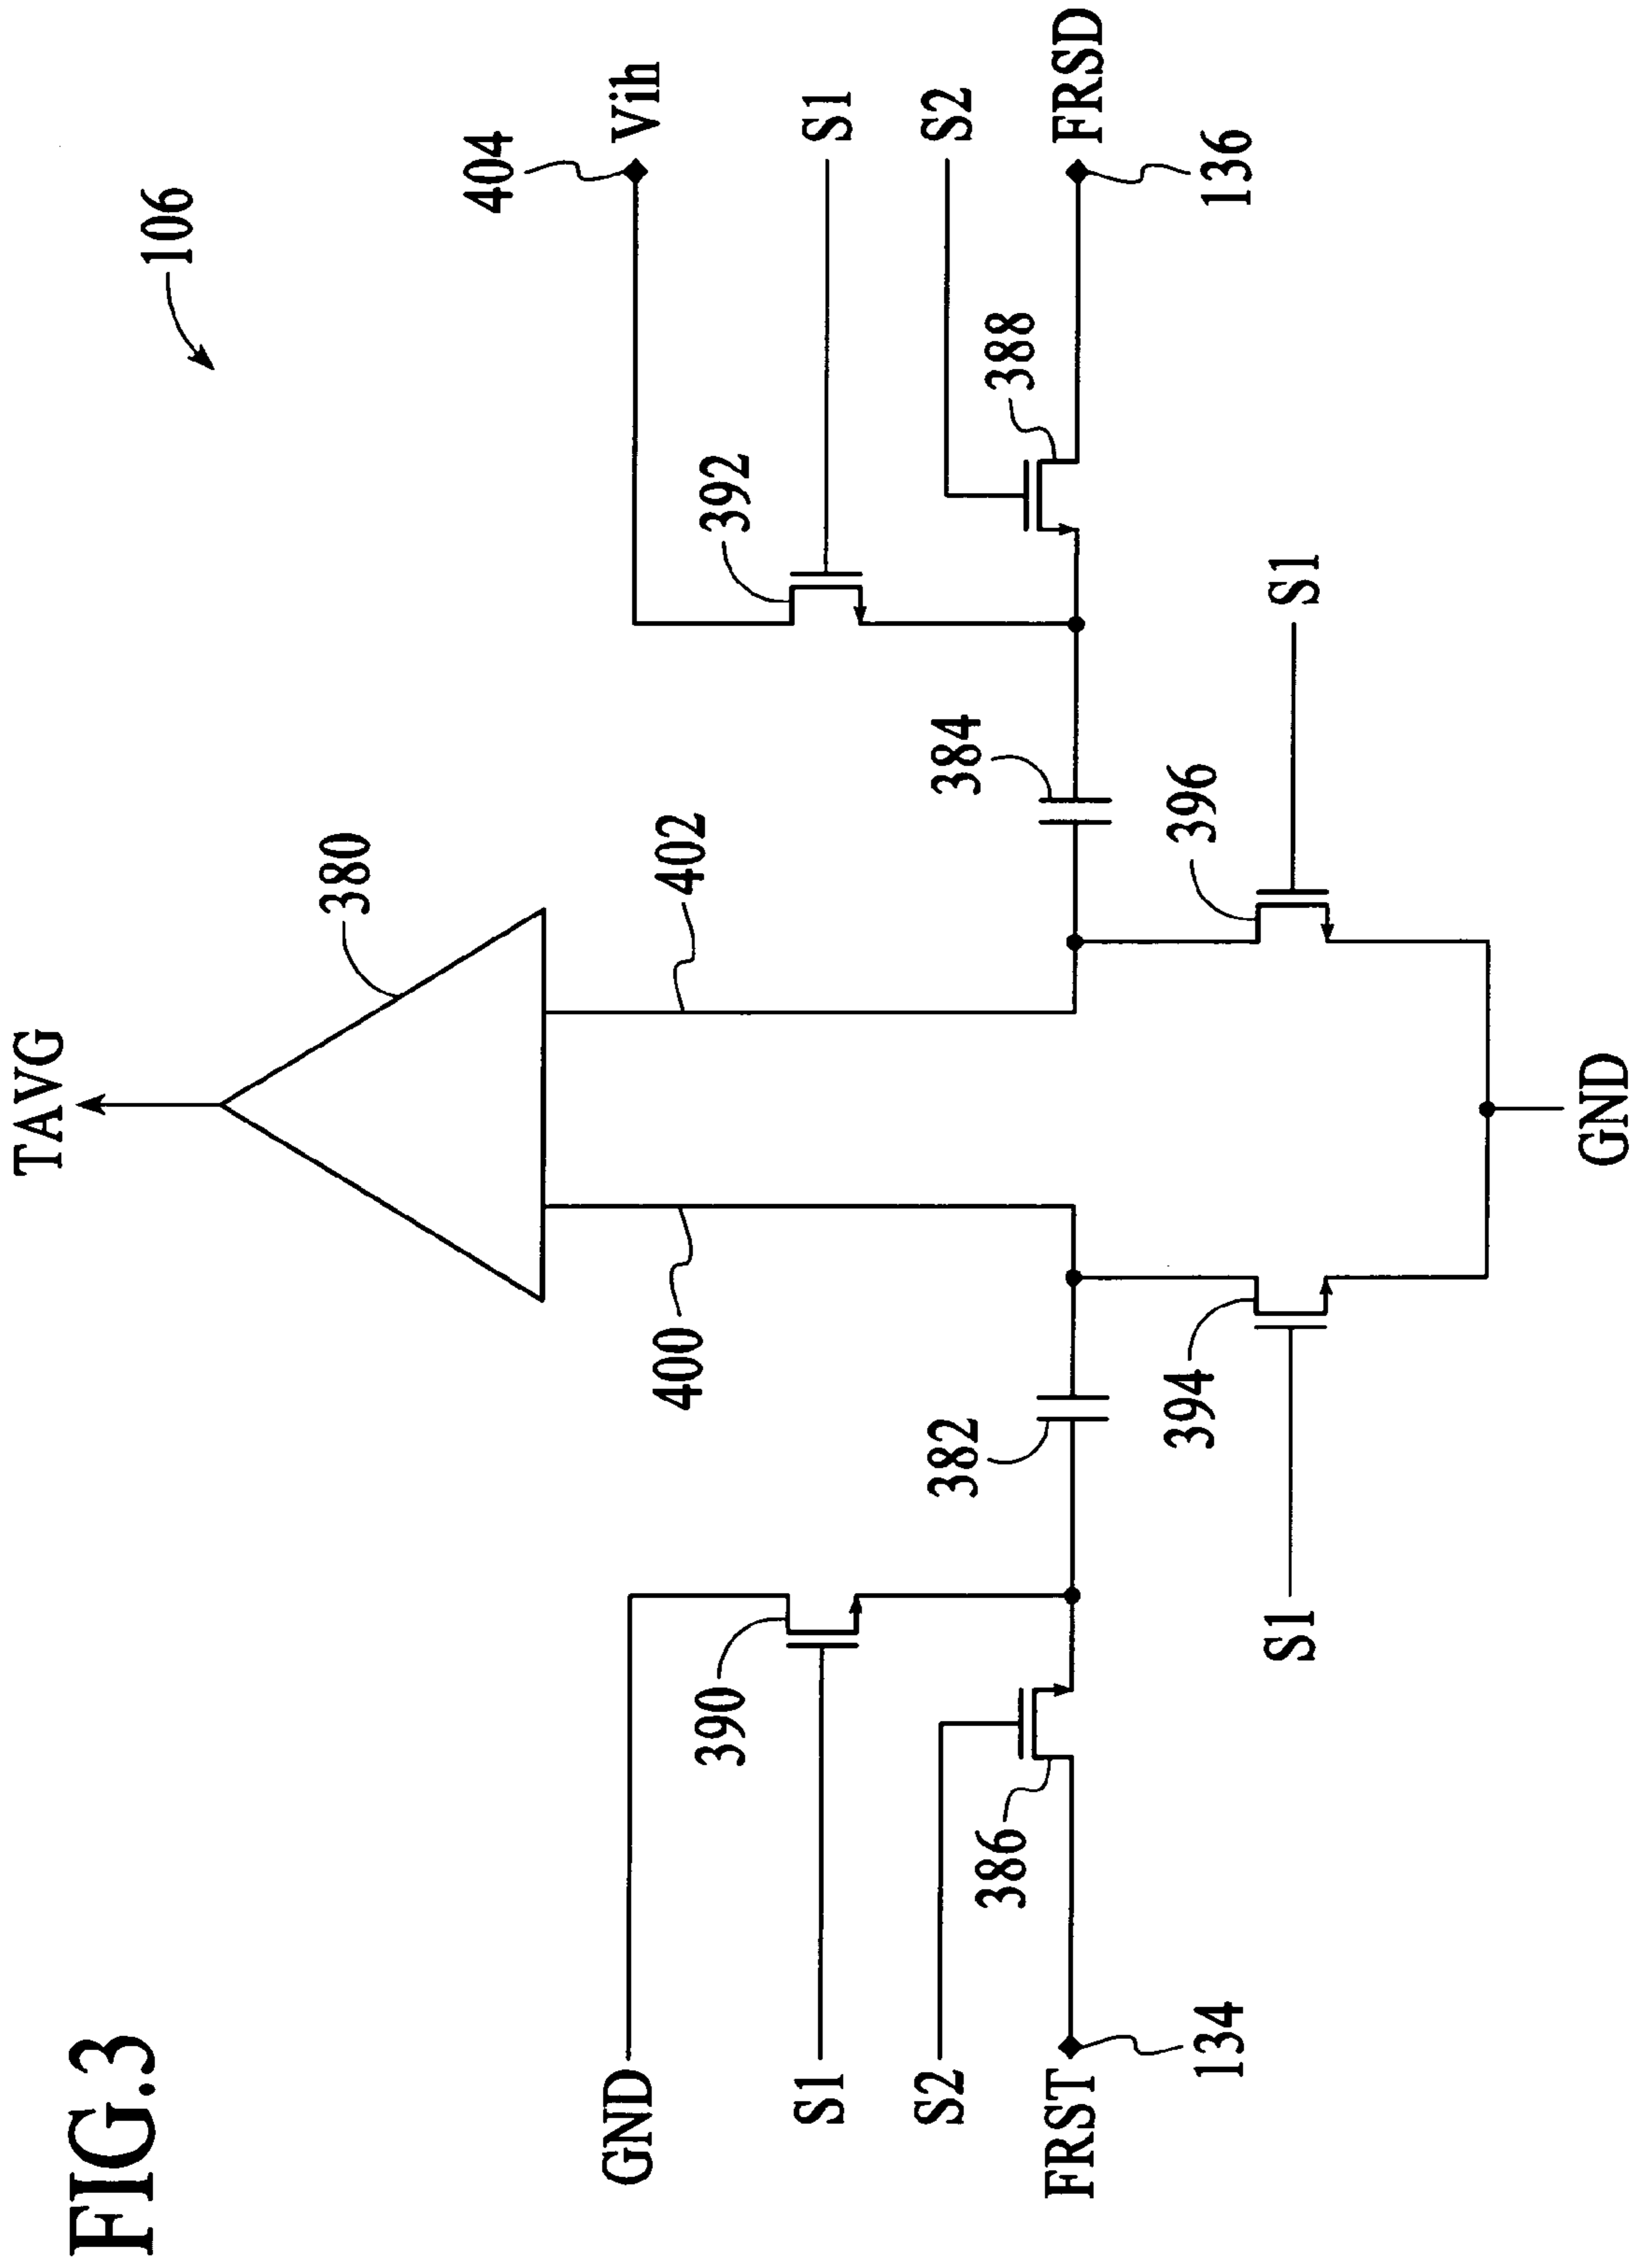 FIG.3
106
TAVG
380
404
Vih
GND
390
400
402
392
S1
S1
S2
382
384
388
S2
386
FRST
FRSD
134
394
396
136
S1
S1
GND